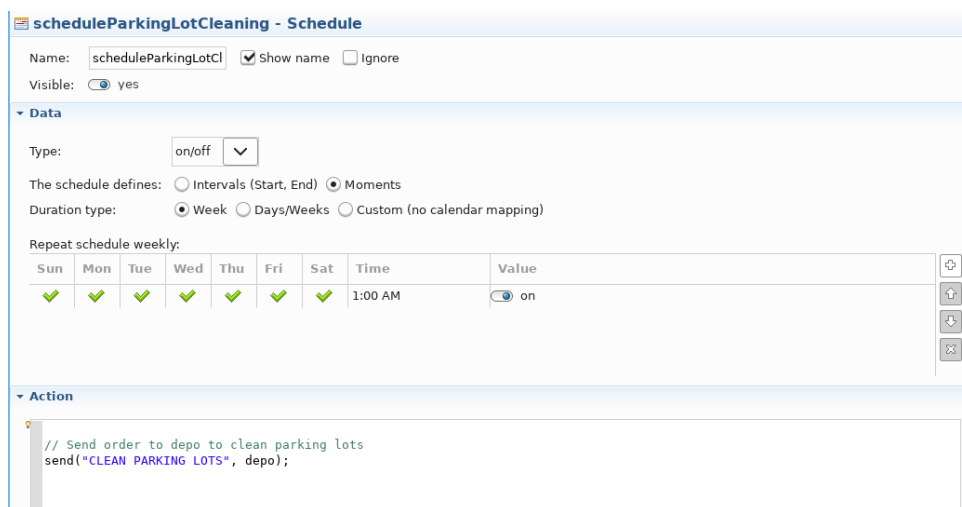 scheduleParkingLotCleaning - Schedule
Name: scheduleParkingLotCl Show name Ignore
Visible: yes
Data
Type: on/off
The schedule defines: Intervals (Start, End) Moments
Duration type: Week Days/Weeks Custom (no calendar mapping)
Repeat schedule weekly:
Sun Mon Tue Wed Thu Fri Sat Time Value
1:00 AM on
Action
// Send order to depo to clean parking lots
send("CLEAN PARKING LOTS", depo);